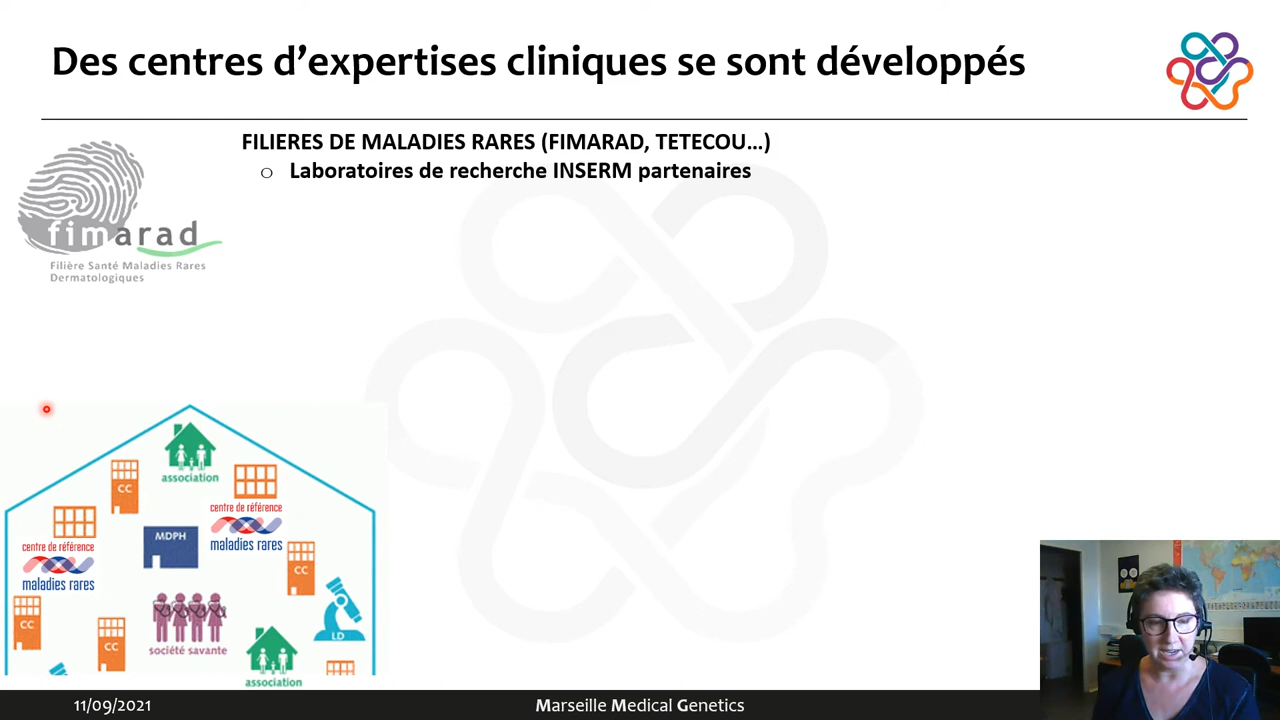 Des centres d’expertises cliniques se sont développés
FILIERES DE MALADIES RARES (FIMARAD, TETECOU…)
o Laboratoires de recherche INSERM partenaires
fimarad
Filière Santé Maladies Rares
Dermatologiques
association
CC
centre de référence
maladies rares
MDPH
centre de référence
maladies rares
CC
CC
LD
CC
société savante
association
11/09/2021
Marseille Medical Genetics